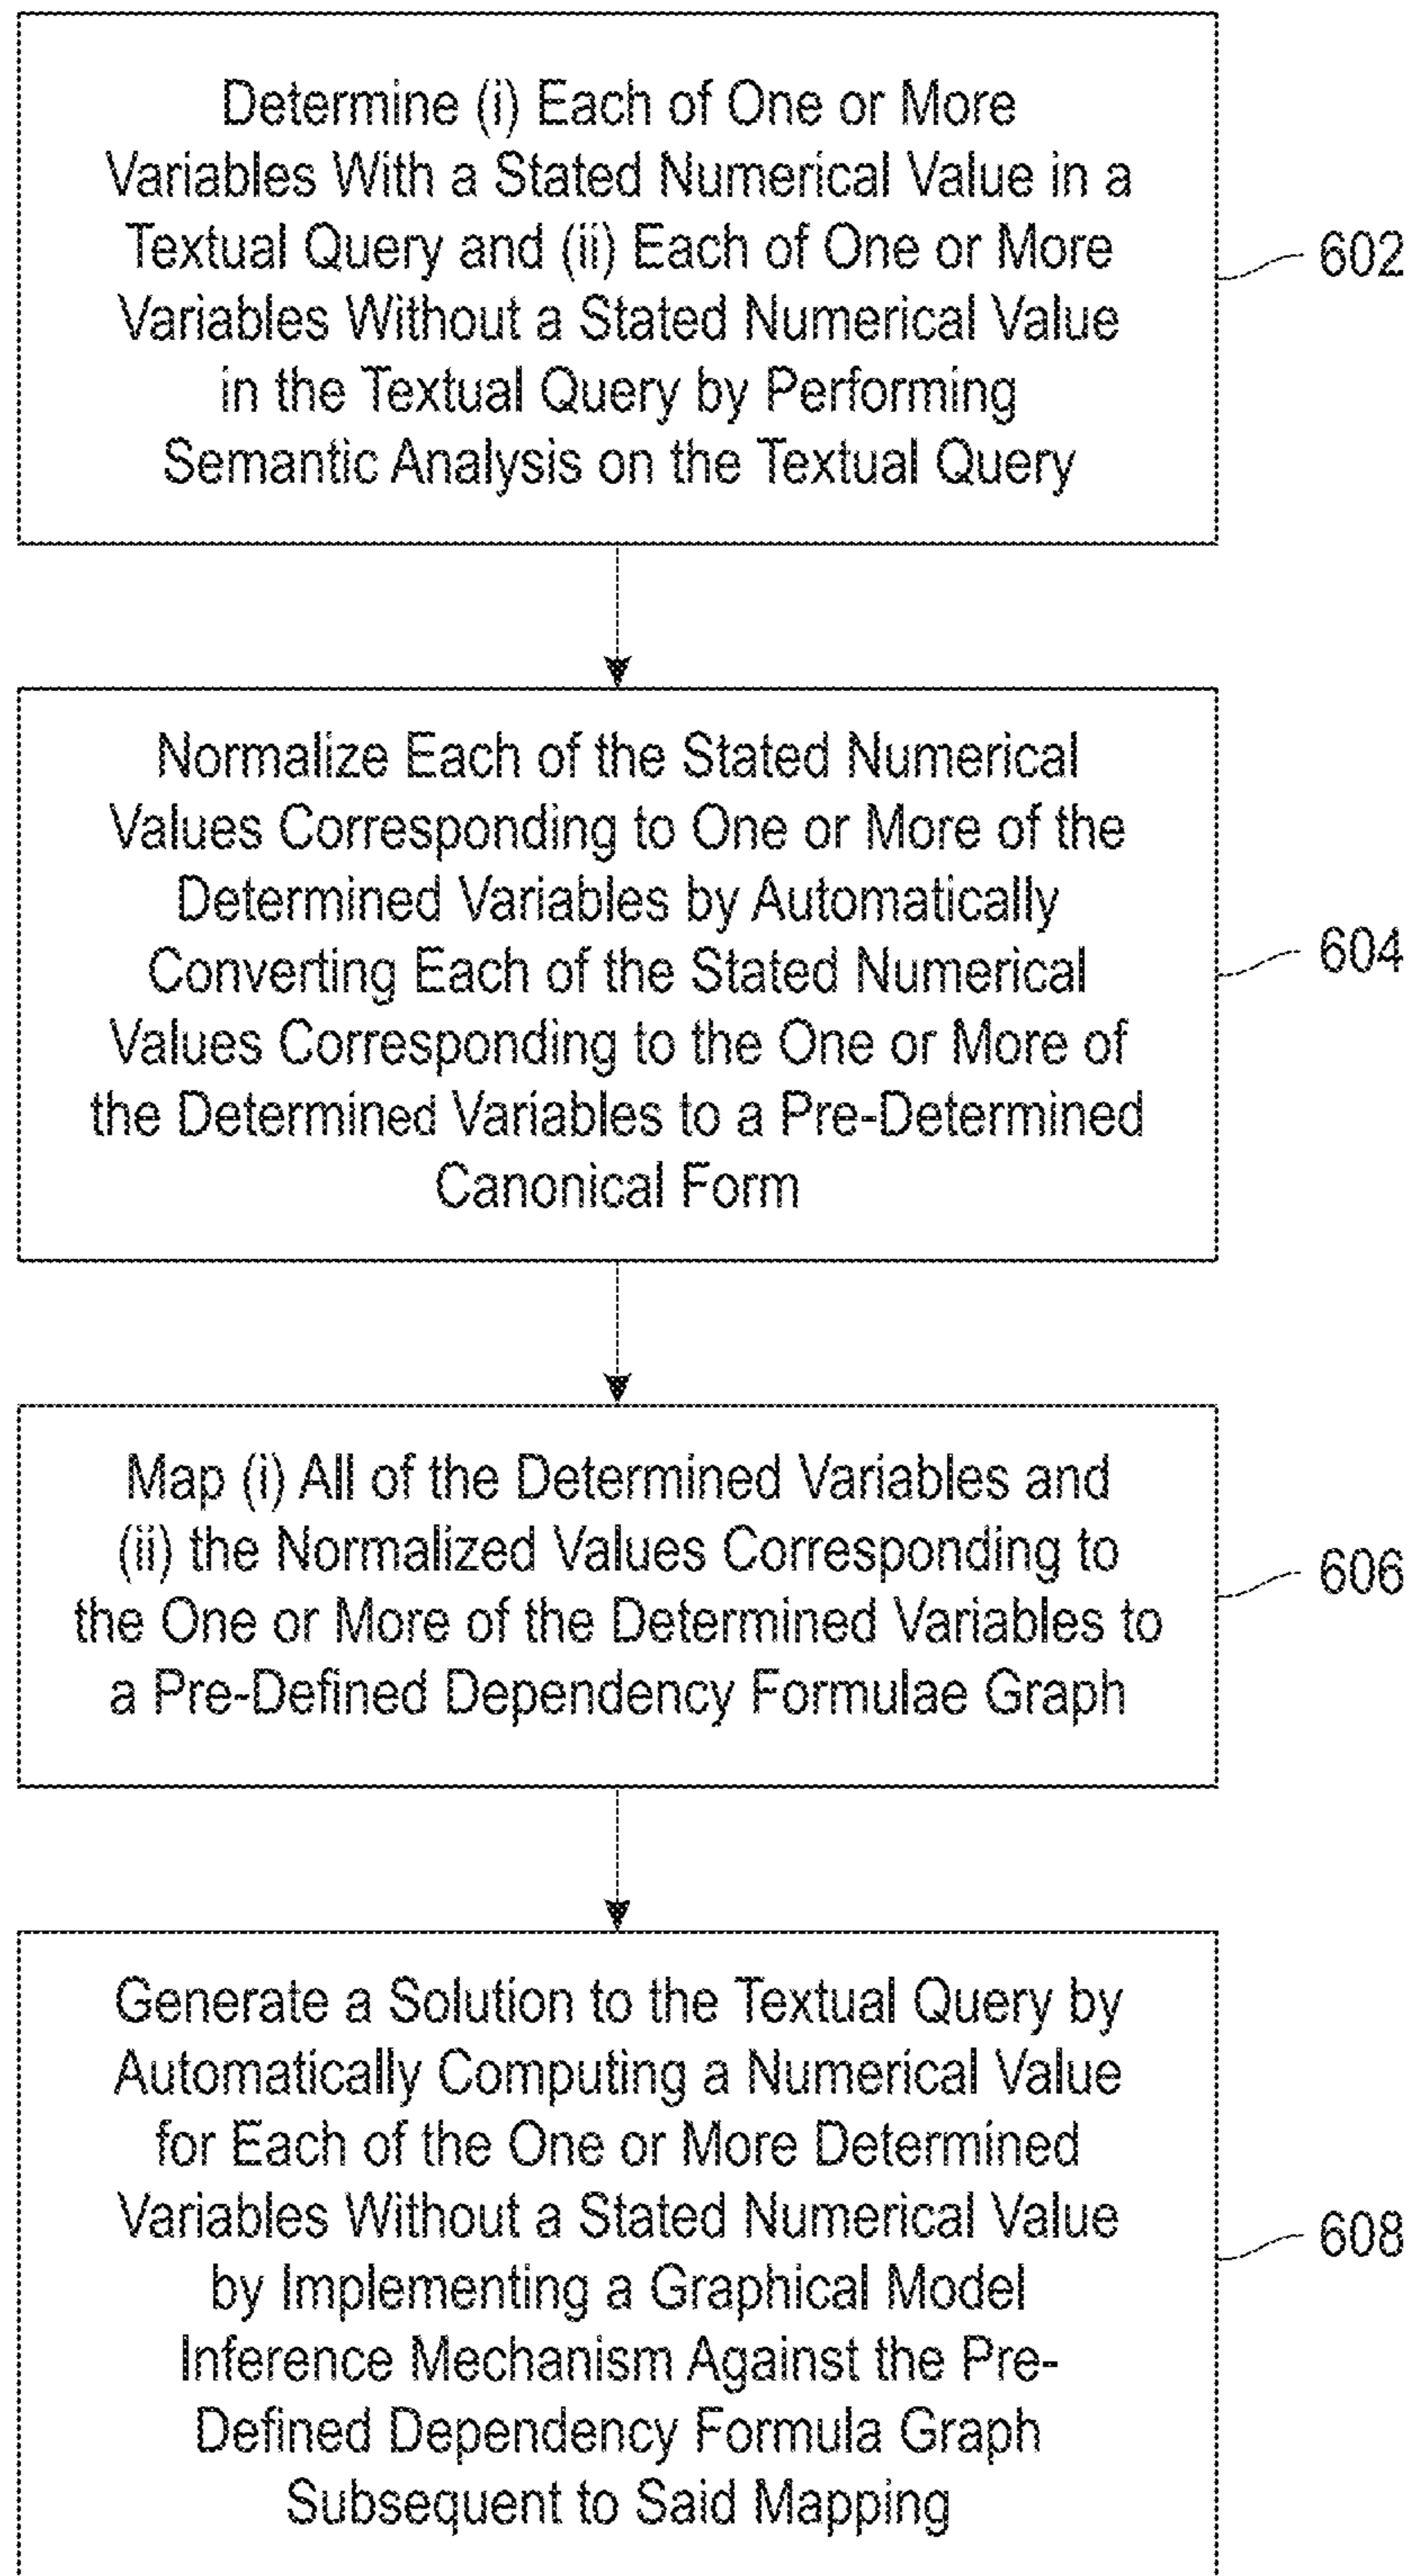 Determine (i) Each of One or More
Variables With a Stated Numerical Value in a
Textual Query and (ii) Each of One or More
Variables Without a Stated Numerical Value
in the Textual Query by Performing
Semantic Analysis on the Textual Query
602
Normalize Each of the Stated Numerical
Values Corresponding to One or More of the
Determined Variables by Automatically
Converting Each of the Stated Numerical
Values Corresponding to the One or More of
the Determined Variables to a Pre-Determined
Canonical Form
604
Map (i) All of the Determined Variables and
(ii) the Normalized Values Corresponding to
the One or More of the Determined Variables to
a Pre-Defined Dependency Formulae Graph
606
Generate a Solution to the Textual Query by
Automatically Computing a Numerical Value
for Each of the One or More Determined
Variables Without a Stated Numerical Value
by Implementing a Graphical Model
Inference Mechanism Against the Pre-
Defined Dependency Formula Graph
Subsequent to Said Mapping
608